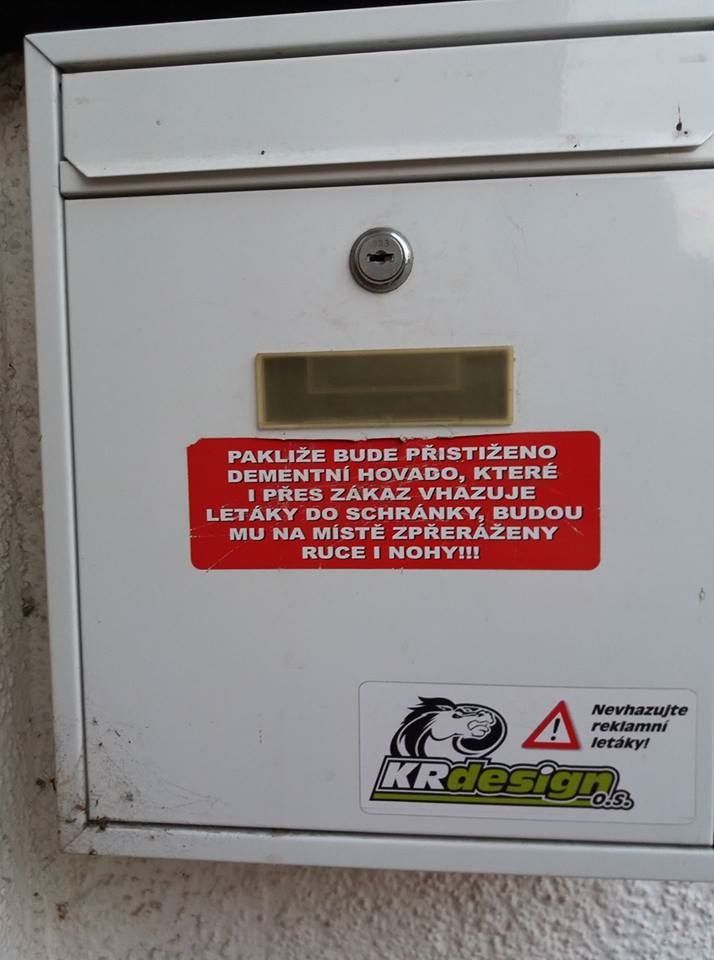 PAKLIŽE BUDE PŘISTIŽENO
DEMENTNÍ HOVADO, KTERÉ
I PŘES ZÁKAZ VHAZUJE
LETÁKY DO SCHRÁNKY, BUDOU
MU NA MÍSTĚ ZPŘERÁŽENY
RUCE I NOHY!!!
Nevhazujte
reklamní
letáky!
KRdesign
o.s.